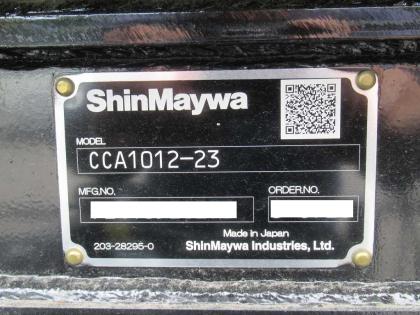 ShinMaywa
MODEL
CCA1012-23
MFG.NO. ORDER.NO.
Made in Japan
203-28295-0 ShinMaywa Industries, Ltd.